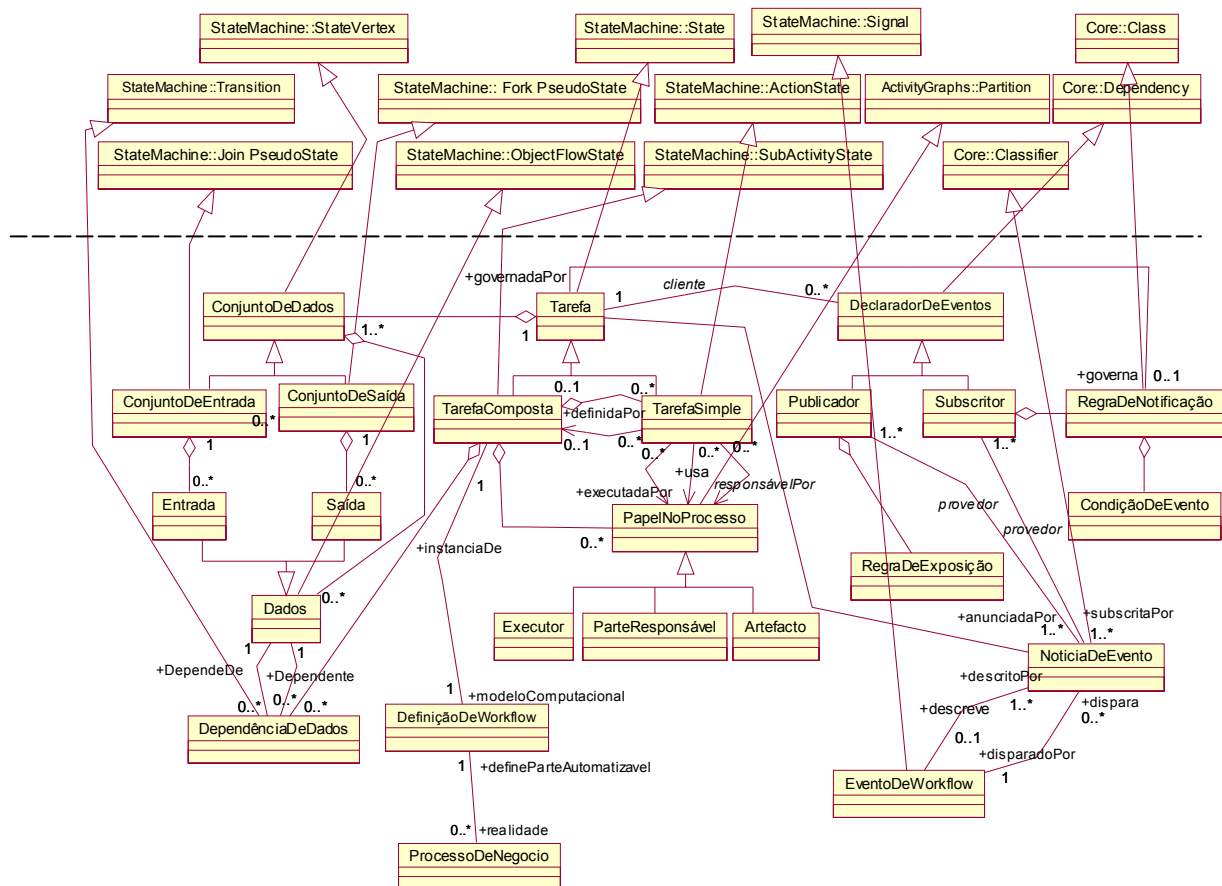 StateMachine::StateVertex
StateMachine::State
StateMachine::Signal
Core::Class
StateMachine::Transition
StateMachine:: Fork PseudoState
StateMachine::ActionState
ActivityGraphs::Partition
Core::Dependency
StateMachine::Join PseudoState
StateMachine::ObjectFlowState
StateMachine::SubActivityState
Core::Classifier
+governadaPor
cliente
1
0..*
ConjuntoDeDados
Tarefa
DeclaradorDeEventos
1..*
1
+governa
0..1
0..1
0..*
ConjuntoDeEntrada
ConjuntoDeSaída
TarefaComposta
+definidaPor
TarefaSimple
Publicador
Subscritor
RegraDeNotificação
0..*
1
1
0..1
0..*
0..*
0..*
0..*
1..*
1..*
0..*
0..*
1
+usa
+executadaPor
responsávelPor
Entrada
Saída
PapelNoProcesso
provedor
provedor
CondiçãoDeEvento
0..*
+instanciaDe
RegraDeExposição
Dados
0..*
Executor
ParteResponsável
Artefacto
+anunciadaPor
+subscritaPor
1..*
1..*
1
1
+DependeDe
+Dependente
NoticiaDeEvento
+descritoPor
1
+modeloComputacional
0..*
0..*
0..*
DependênciaDeDados
DefiniçãoDeWorkflow
+descreve
1..*
+dispara
0..*
0..1
+disparadoPor
1
+defineParteAutomatizavel
1
EventoDeWorkflow
0..*
+realidade
ProcessoDeNegocio